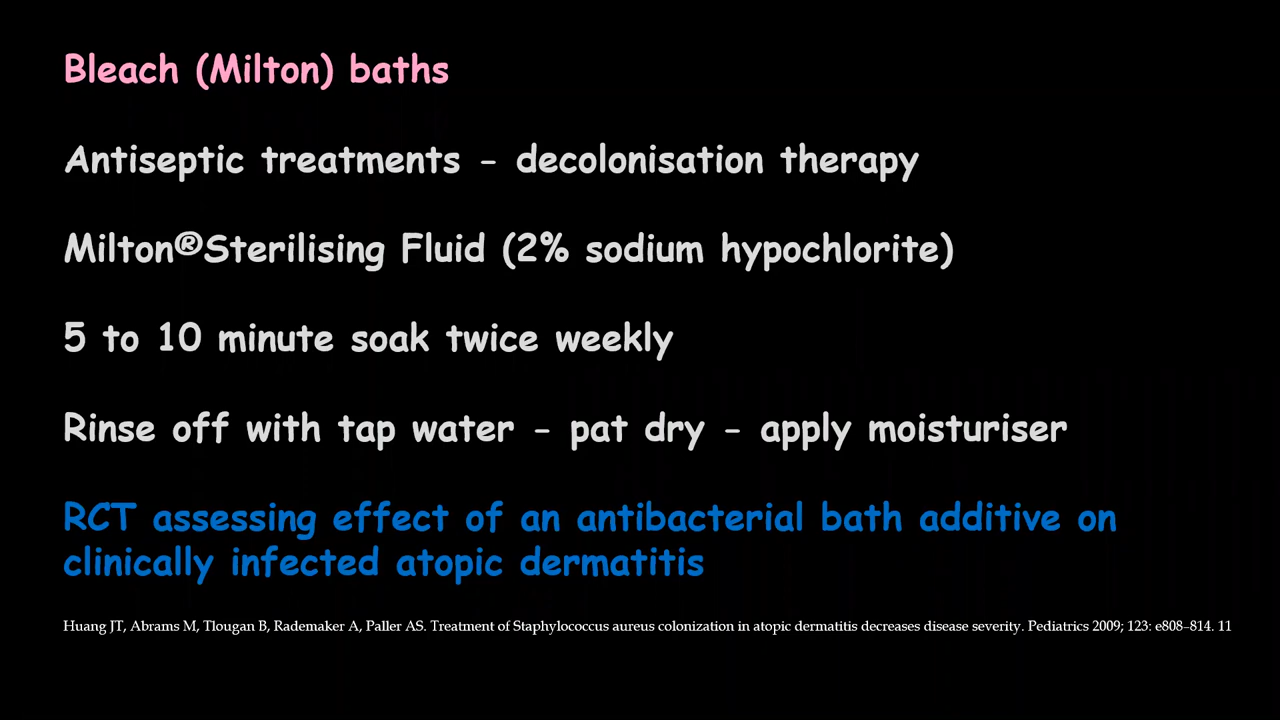 Bleach (Milton) baths
Antiseptic treatments - decolonisation therapy
Milton®Sterilising Fluid (2% sodium hypochlorite)
5 to 10 minute soak twice weekly
Rinse off with tap water - pat dry - apply moisturiser
RCT assessing effect of an antibacterial bath additive on
clinically infected atopic dermatitis
Huang JT, Abrams M, Tlougan B, Rademaker A, Paller AS. Treatment of Staphylococcus aureus colonization in atopic dermatitis decreases disease severity. Pediatrics 2009; 123: e808–814. 11